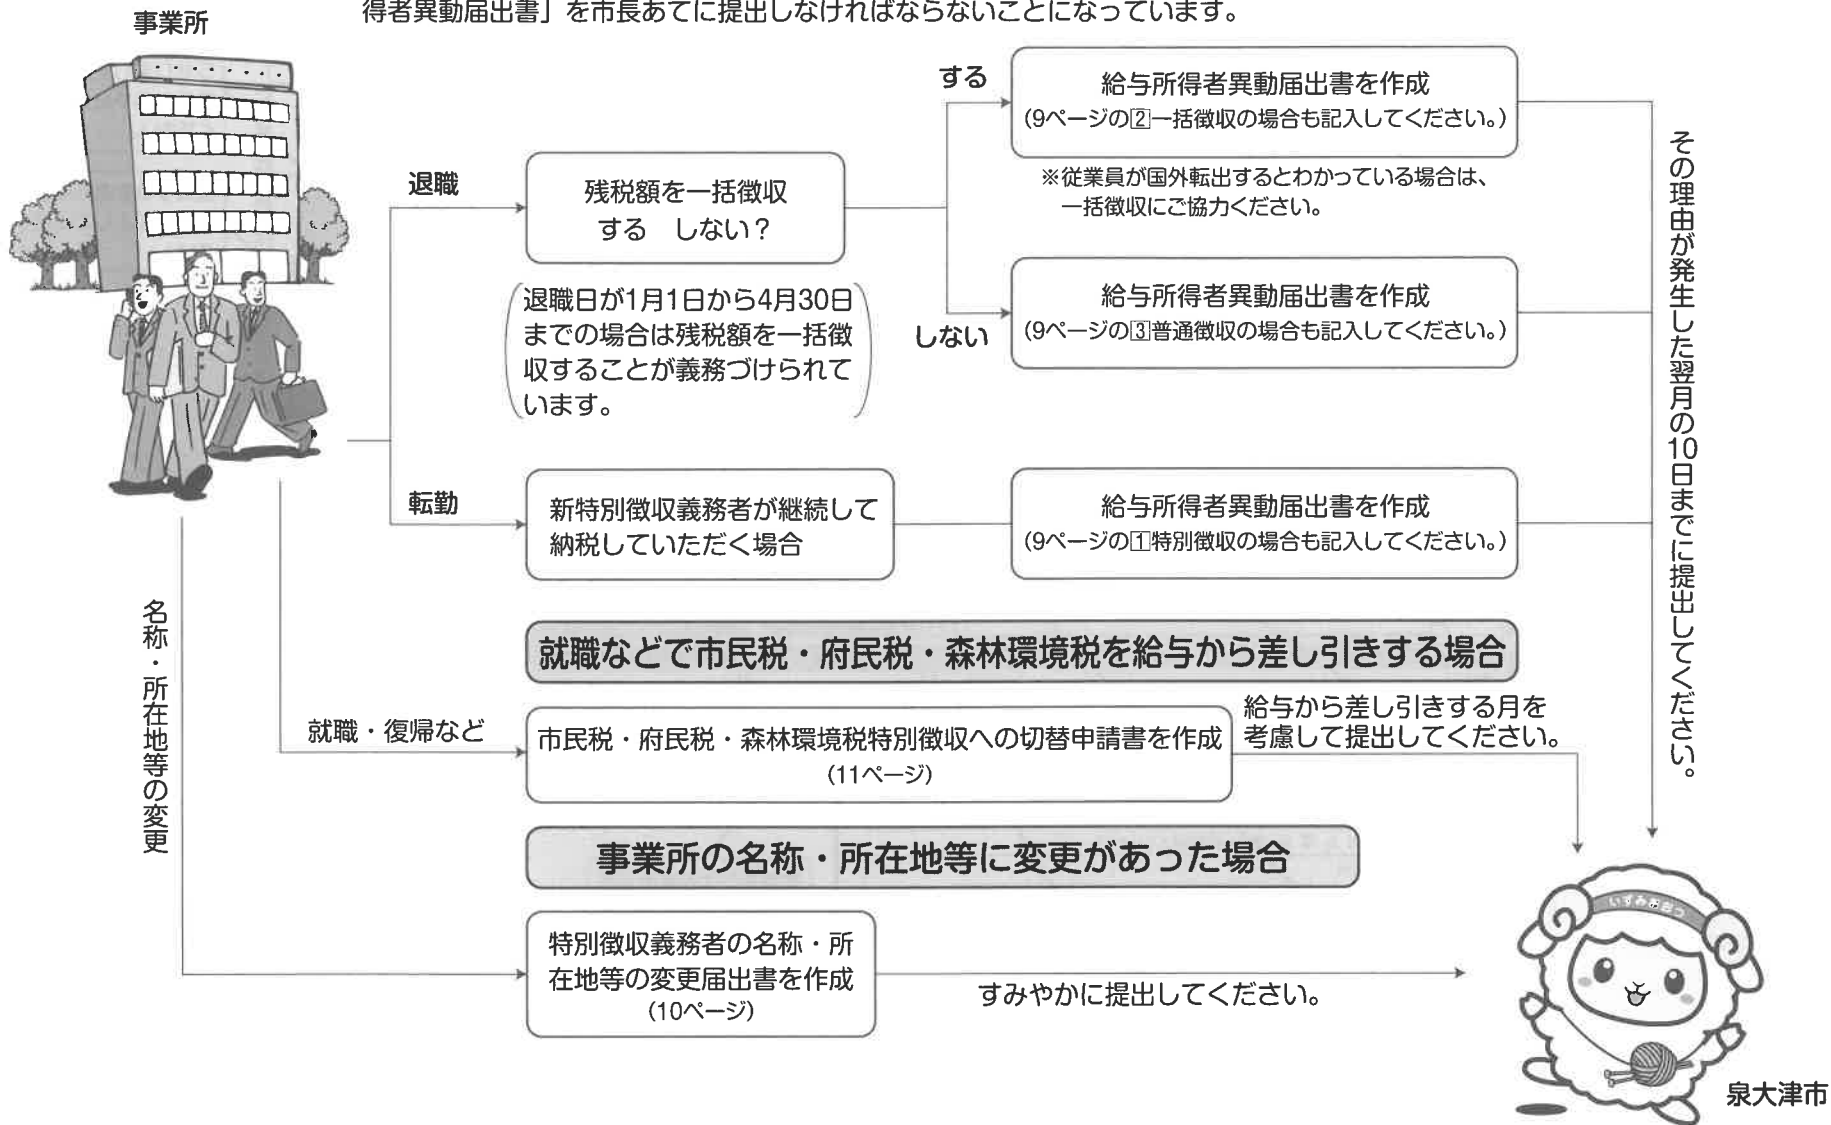 得者異動届出書」を市長あてに提出しなければならないことになっています。
事業所
退職
残税額を一括徴収
する　しない？
退職日が1月1日から4月30日
までの場合は残税額を一括徴
収することが義務づけられて
います。
する
給与所得者異動届出書を作成
(9ページの2一括徴収の場合も記入してください。)
※従業員が国外転出するとわかっている場合は、
一括徴収にご協力ください。
しない
給与所得者異動届出書を作成
(9ページの3普通徴収の場合も記入してください。)
転勤
新特別徴収義務者が継続して
納税していただく場合
給与所得者異動届出書を作成
(9ページの1特別徴収の場合も記入してください。)
その理由が発生した翌月の10日までに提出してください。
就職などで市民税・府民税・森林環境税を給与から差し引きする場合
就職・復帰など
市民税・府民税・森林環境税特別徴収への切替申請書を作成
(11ページ)
給与から差し引きする月を
考慮して提出してください。
事業所の名称・所在地等に変更があった場合
名称・所在地等の変更
特別徴収義務者の名称・所
在地等の変更届出書を作成
(10ページ)
すみやかに提出してください。
いずみおおつ
泉大津市